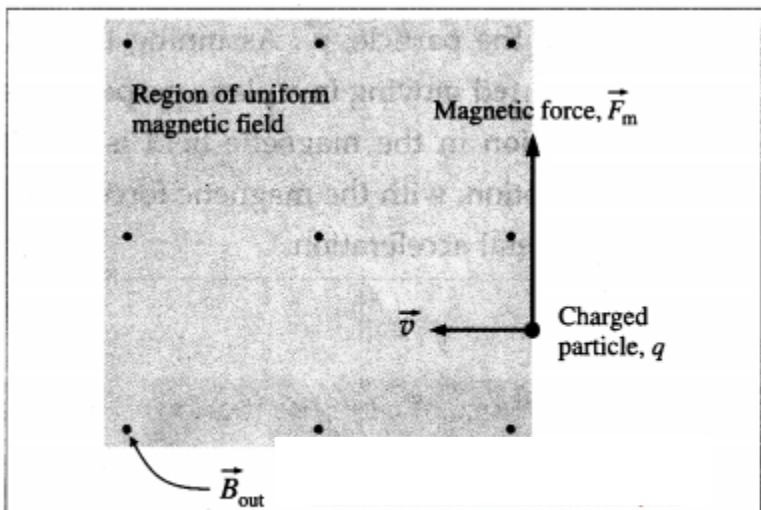 Region of uniform
magnetic field
Magnetic force, F⃗m
v⃗
Charged
particle, q
B⃗out